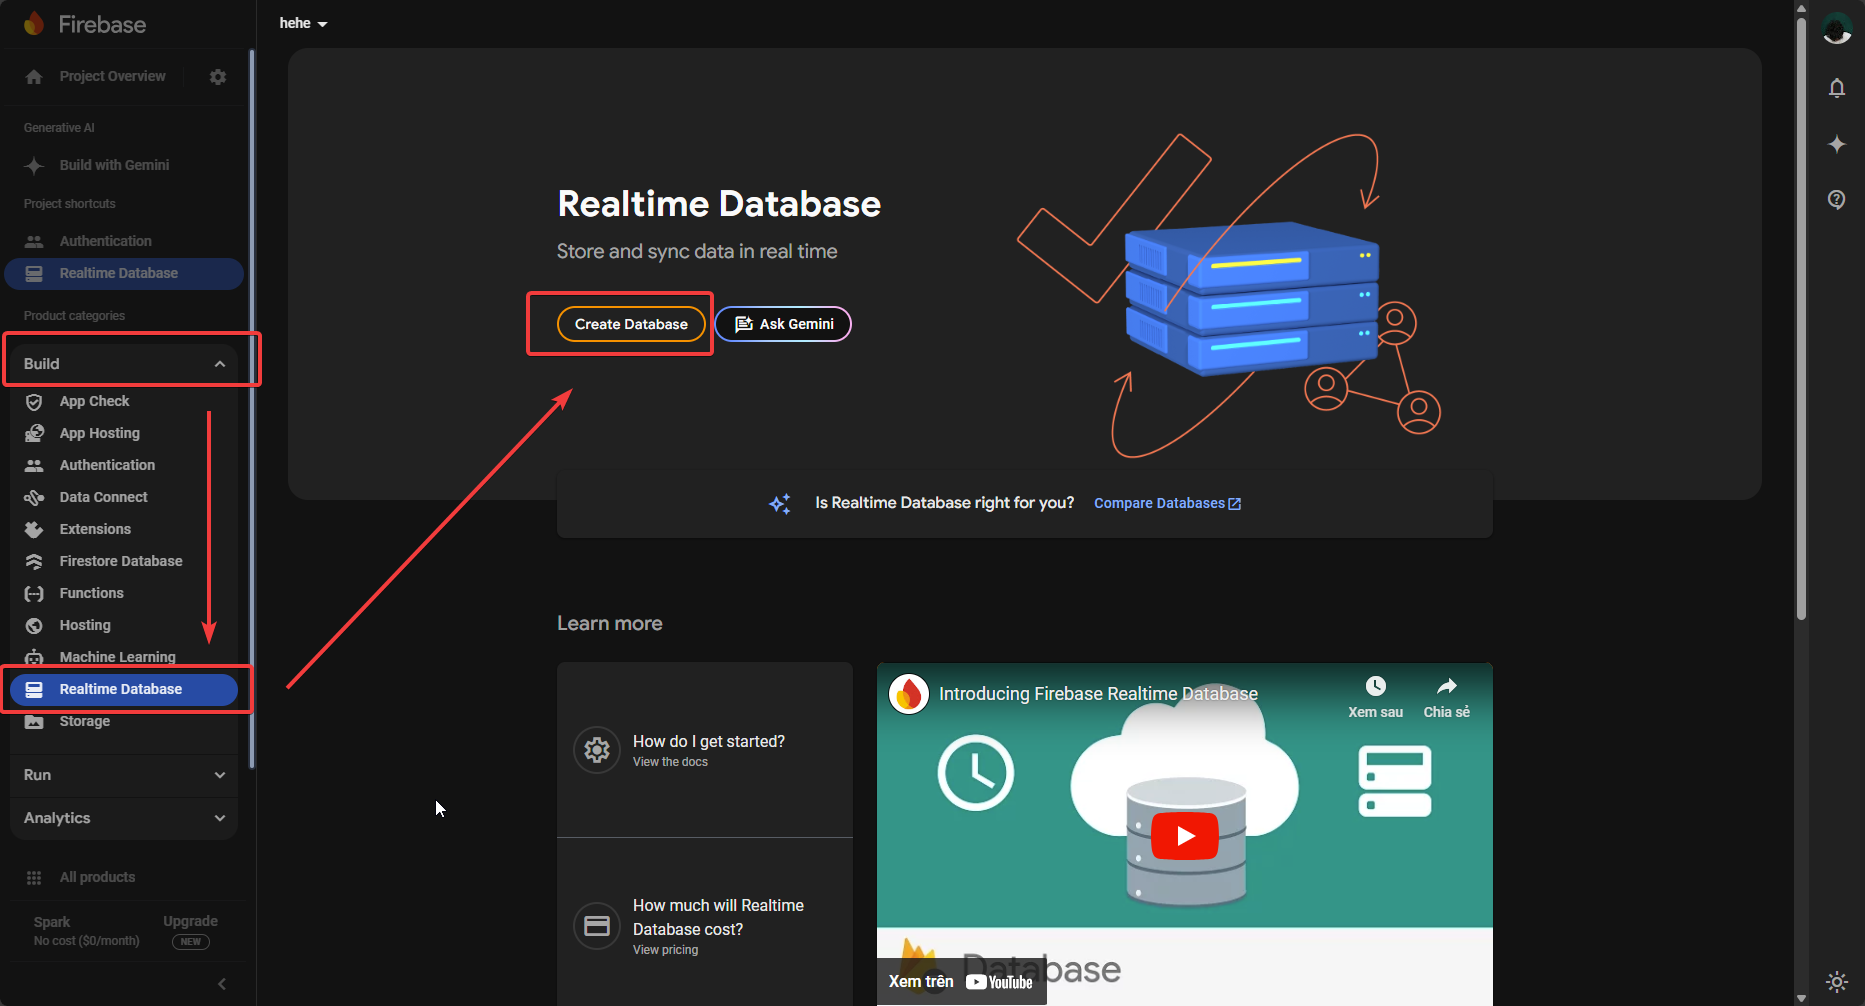 Firebase
hehe
Project Overview
Generative AI
Build with Gemini
Project shortcuts
Authentication
Realtime Database
Product categories
Build
App Check
App Hosting
Authentication
Data Connect
Extensions
Firestore Database
Functions
Hosting
Machine Learning
Realtime Database
Storage
Run
Analytics
All products
Spark
No cost ($0/month)
Upgrade
NEW
Realtime Database
Store and sync data in real time
Create Database
Ask Gemini
Is Realtime Database right for you?
Compare Databases
Learn more
How do I get started?
View the docs
How much will Realtime
Database cost?
View pricing
Introducing Firebase Realtime Database
Xem sau
Chia sẻ
Database
Xem trên YouTube